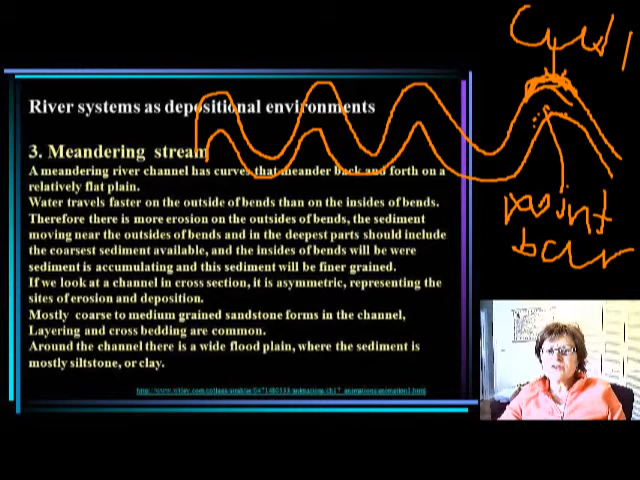 River systems as depositional environments
3. Meandering stream
A meandering river channel has curves that meander back and forth on a
relatively flat plain.
Water travels faster on the outside of bends than on the insides of bends.
Therefore there is more erosion on the outsides of bends, the sediment
moving near the outsides of bends and in the deepest parts should include
the coarsest sediment available, and the insides of bends will be were
sediment is accumulating and this sediment will be finer grained.
If we look at a channel in cross section, it is asymmetric, representing the
sites of erosion and deposition.
Mostly coarse to medium grained sandstone forms in the channel,
Layering and cross bedding are common.
Around the channel there is a wide flood plain, where the sediment is
mostly siltstone, or clay.
point
bar